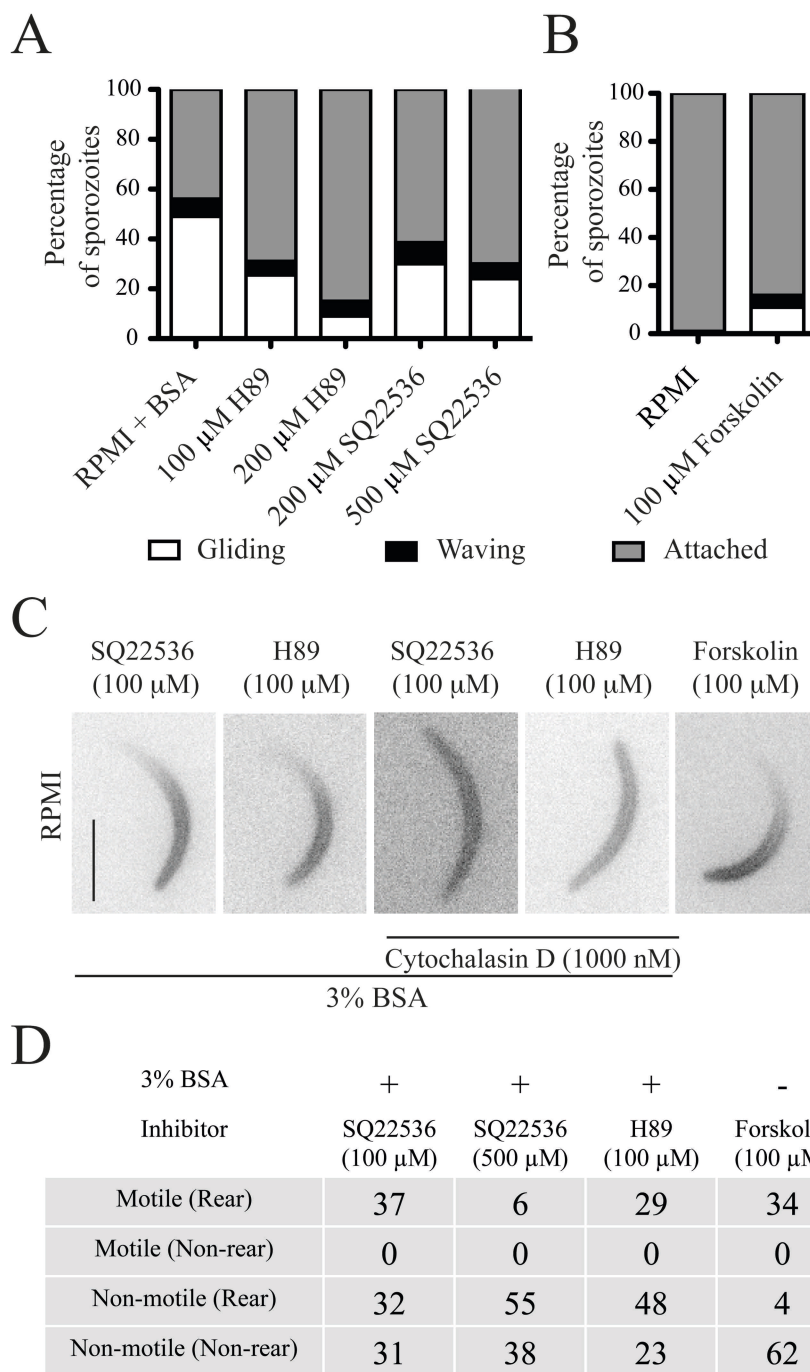 A
B
100
80
60
40
20
0
Percentage
of sporozoites
RPMI + BSA
100 µM H89
200 µM H89
200 µM SQ22536
500 µM SQ22536
100
80
60
40
20
0
Percentage
of sporozoites
RPMI
100 µM Forskolin
Gliding Waving Attached
C
SQ22536 H89 SQ22536 H89 Forskolin
(100 µM) (100 µM) (100 µM) (100 µM) (100 µM)
RPMI
Cytochalasin D (1000 nM)
3% BSA
D
3% BSA + + + -
Inhibitor SQ22536 SQ22536 H89 Forskol
(100 µM) (500 µM) (100 µM) (100 µM
Motile (Rear) 37 6 29 34
Motile (Non-rear) 0 0 0 0
Non-motile (Rear) 32 55 48 4
Non-motile (Non-rear) 31 38 23 62